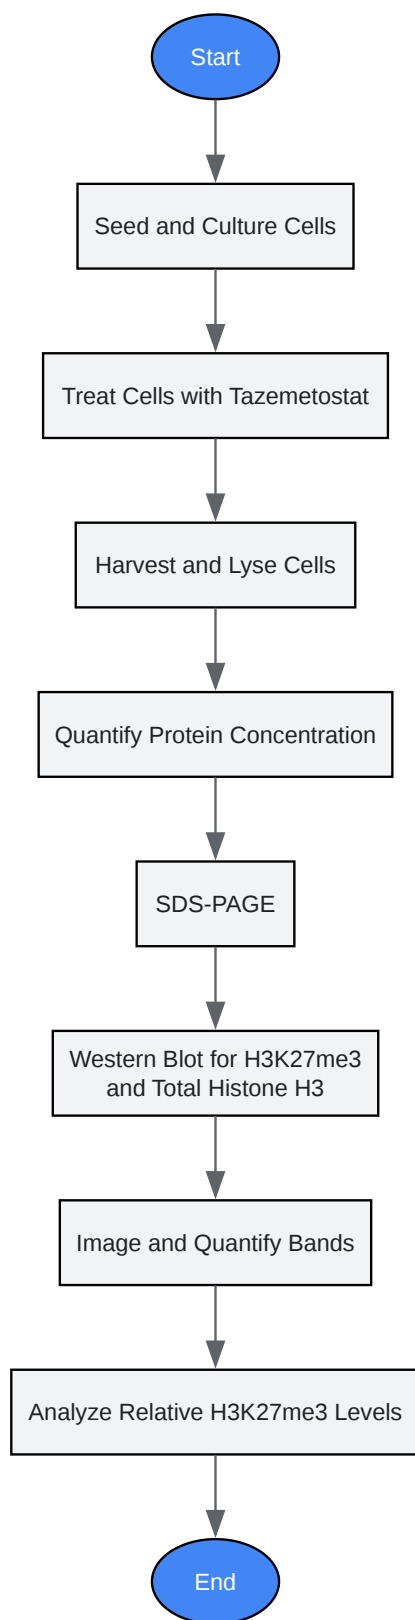 Start
Seed and Culture Cells
Treat Cells with Tazemetostat
Harvest and Lyse Cells
Quantify Protein Concentration
SDS-PAGE
Western Blot for H3K27me3
and Total Histone H3
Image and Quantify Bands
Analyze Relative H3K27me3 Levels
End